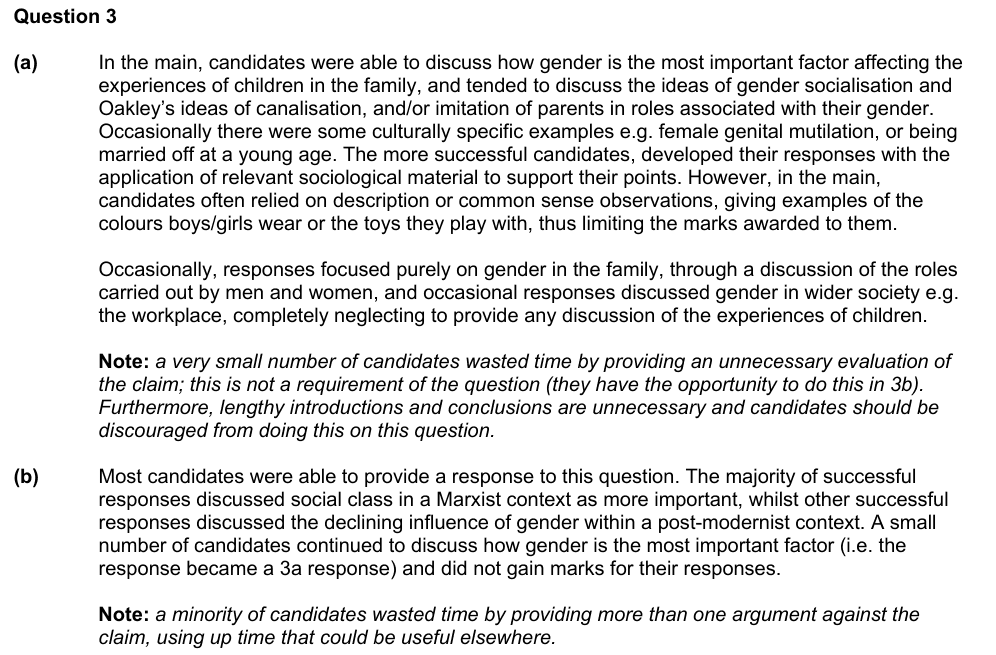 Question 3
(a) In the main, candidates were able to discuss how gender is the most important factor affecting the
experiences of children in the family, and tended to discuss the ideas of gender socialisation and
Oakley's ideas of canalisation, and/or imitation of parents in roles associated with their gender.
Occasionally there were some culturally specific examples e.g. female genital mutilation, or being
married off at a young age. The more successful candidates, developed their responses with the
application of relevant sociological material to support their points. However, in the main,
candidates often relied on description or common sense observations, giving examples of the
colours boys/girls wear or the toys they play with, thus limiting the marks awarded to them.
Occasionally, responses focused purely on gender in the family, through a discussion of the roles
carried out by men and women, and occasional responses discussed gender in wider society e.g.
the workplace, completely neglecting to provide any discussion of the experiences of children.
Note: a very small number of candidates wasted time by providing an unnecessary evaluation of
the claim; this is not a requirement of the question (they have the opportunity to do this in 3b).
Furthermore, lengthy introductions and conclusions are unnecessary and candidates should be
discouraged from doing this on this question.
(b) Most candidates were able to provide a response to this question. The majority of successful
responses discussed social class in a Marxist context as more important, whilst other successful
responses discussed the declining influence of gender within a post-modernist context. A small
number of candidates continued to discuss how gender is the most important factor (i.e. the
response became a 3a response) and did not gain marks for their responses.
Note: a minority of candidates wasted time by providing more than one argument against the
claim, using up time that could be useful elsewhere.